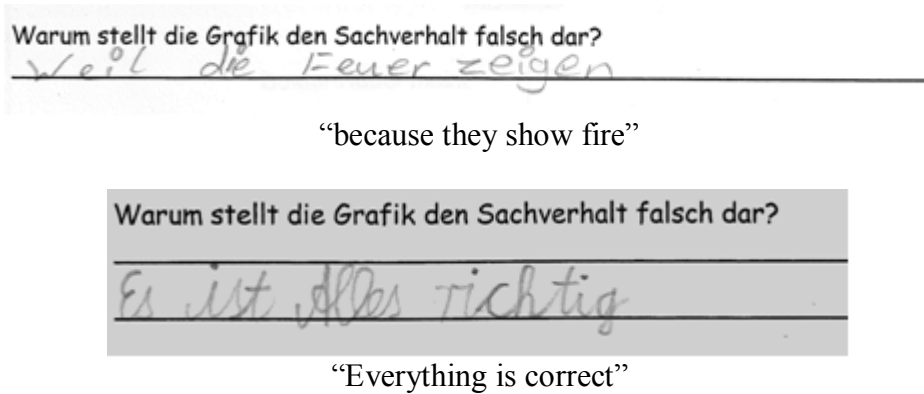 Warum stellt die Grafik den Sachverhalt falsch dar?
Weil die Feuer zeigen
“because they show fire”
Warum stellt die Grafik den Sachverhalt falsch dar?
Es ist Alles richtig
“Everything is correct”